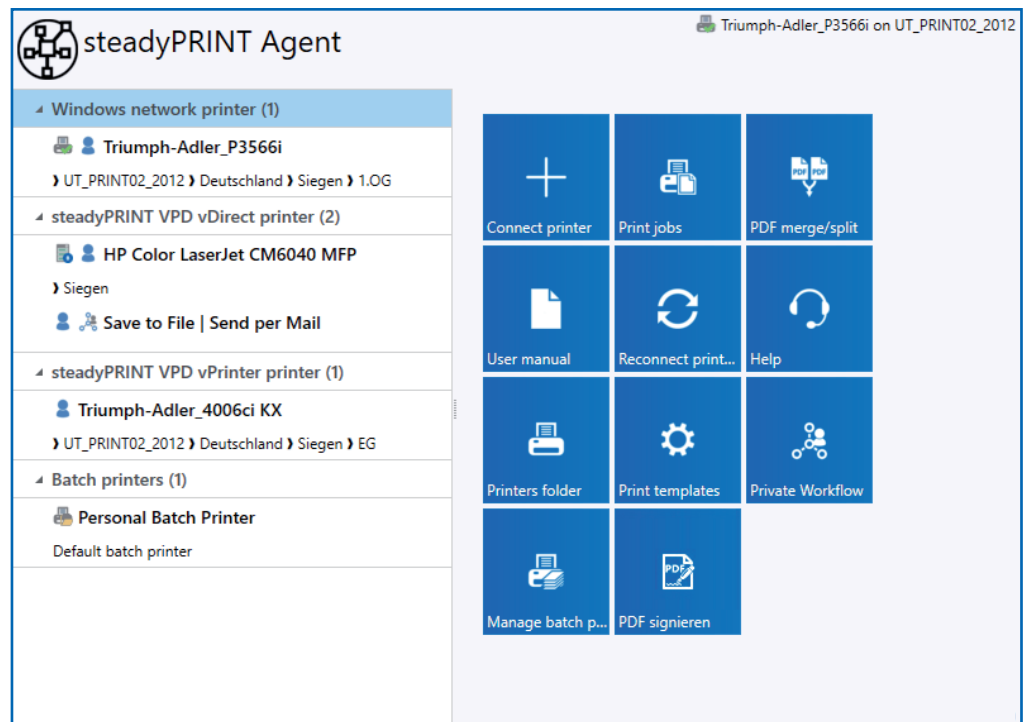 steadyPRINT Agent
Triumph-Adler_P3566i on UT_PRINT02_2012
Windows network printer (1)
Triumph-Adler_P3566i
❫ UT_PRINT02_2012 ❫ Deutschland ❫ Siegen ❫ 1.OG
steadyPRINT VPD vDirect printer (2)
HP Color LaserJet CM6040 MFP
❫ Siegen
Save to File | Send per Mail
steadyPRINT VPD vPrinter printer (1)
Triumph-Adler_4006ci KX
❫ UT_PRINT02_2012 ❫ Deutschland ❫ Siegen ❫ EG
Batch printers (1)
Personal Batch Printer
Default batch printer
Connect printer
Print jobs
PDF PDF
PDF merge/split
User manual
Reconnect print...
Help
Printers folder
Print templates
Private Workflow
Manage batch p...
PDF
PDF signieren